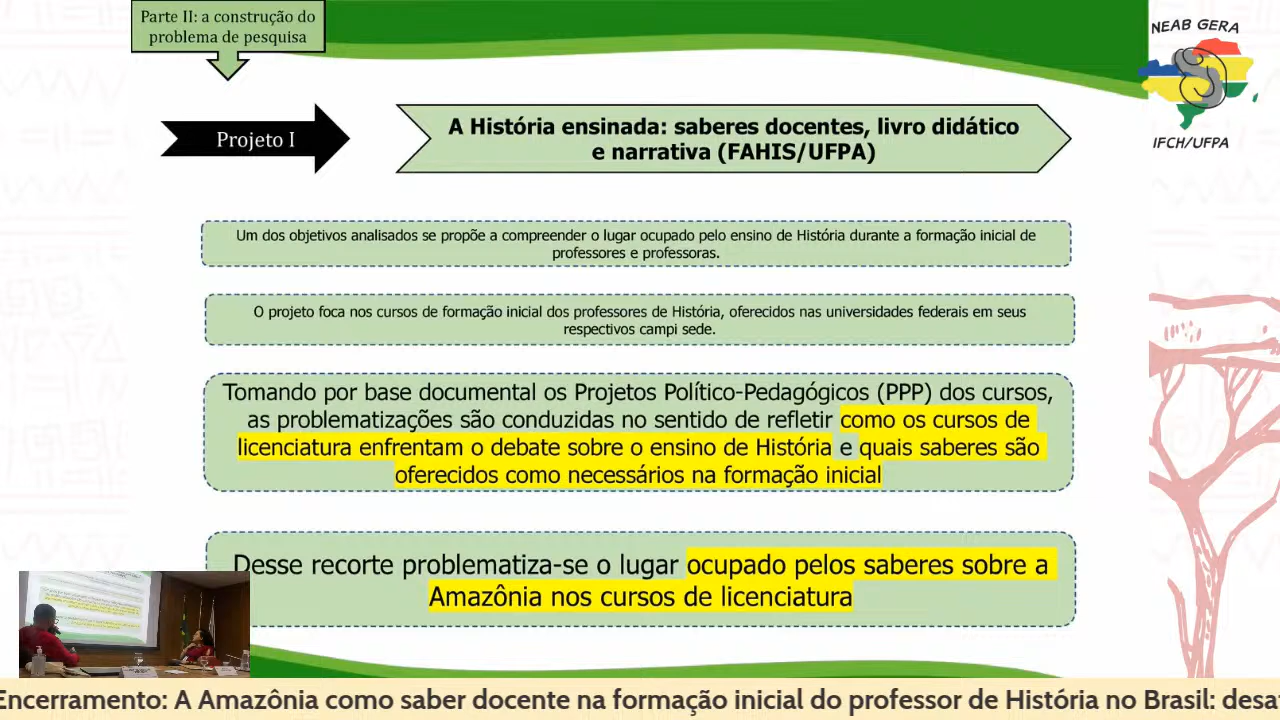 Parte II: a construção do
problema de pesquisa
NEAB GERA
IFCH/UFPA
Projeto I
A História ensinada: saberes docentes, livro didático
e narrativa (FAHIS/UFPA)
Um dos objetivos analisados se propõe a compreender o lugar ocupado pelo ensino de História durante a formação inicial de
professores e professoras.
O projeto foca nos cursos de formação inicial dos professores de História, oferecidos nas universidades federais em seus
respectivos campi sede.
Tomando por base documental os Projetos Político-Pedagógicos (PPP) dos cursos,
as problematizações são conduzidas no sentido de refletir como os cursos de
licenciatura enfrentam o debate sobre o ensino de História e quais saberes são
oferecidos como necessários na formação inicial
Desse recorte problematiza-se o lugar ocupado pelos saberes sobre a
Amazônia nos cursos de licenciatura
Encerramento: A Amazônia como saber docente na formação inicial do professor de História no Brasil: desa